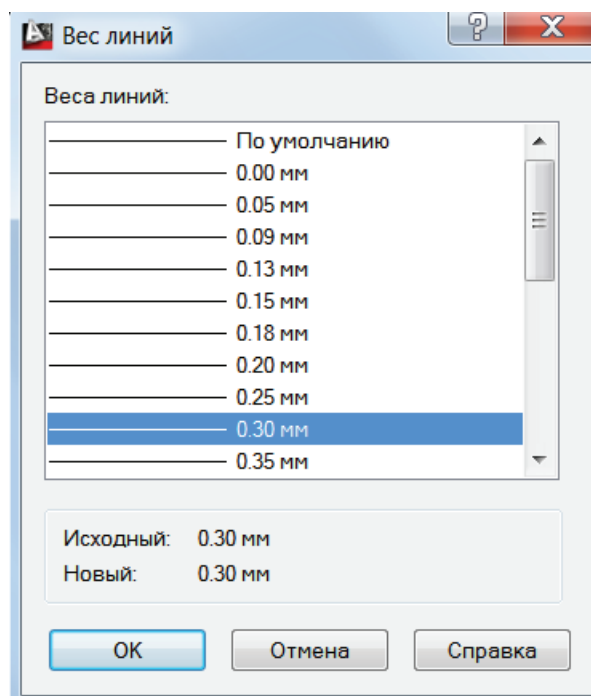 Вес линий
Веса линий:
По умолчанию
0.00 мм
0.05 мм
0.09 мм
0.13 мм
0.15 мм
0.18 мм
0.20 мм
0.25 мм
0.30 мм
0.35 мм
Исходный: 0.30 мм
Новый: 0.30 мм
OK Отмена Справка